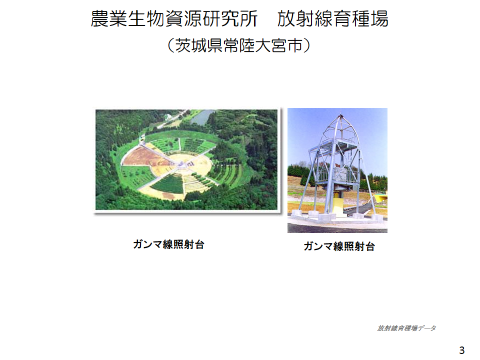 農業生物資源研究所　放射線育種場
（茨城県常陸大宮市）
ガンマ線照射台
ガンマ線照射台
放射線育種場データ
3